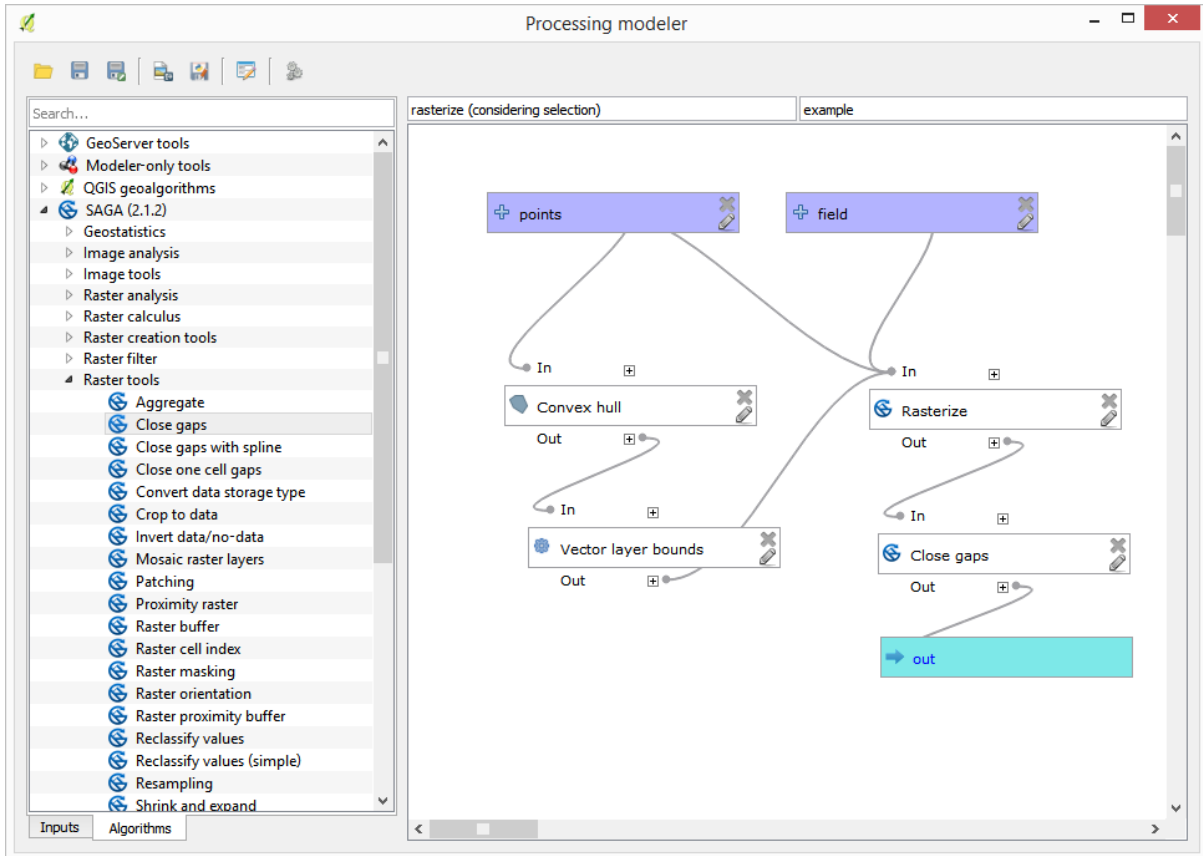 Processing modeler
Search...
rasterize (considering selection)
example
GeoServer tools
Modeler-only tools
QGIS geoalgorithms
SAGA (2.1.2)
Geostatistics
Image analysis
Image tools
Raster analysis
Raster calculus
Raster creation tools
Raster filter
Raster tools
Aggregate
Close gaps
Close gaps with spline
Close one cell gaps
Convert data storage type
Crop to data
Invert data/no-data
Mosaic raster layers
Patching
Proximity raster
Raster buffer
Raster cell index
Raster masking
Raster orientation
Raster proximity buffer
Reclassify values
Reclassify values (simple)
Resampling
Shrink and expand
Inputs
Algorithms
points
field
In
Convex hull
Out
In
Vector layer bounds
Out
In
Rasterize
Out
In
Close gaps
Out
out